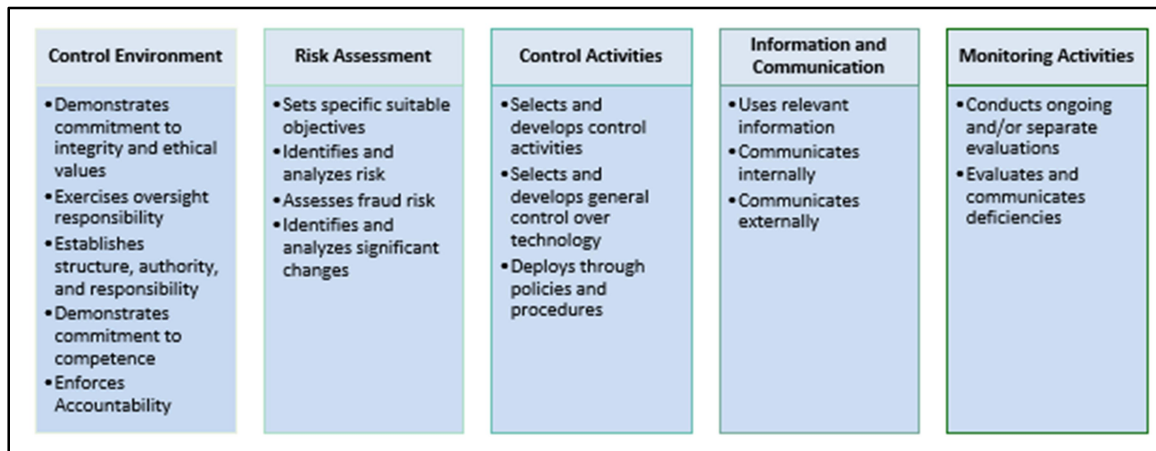 Control Environment
•Demonstrates
commitment to
integrity and ethical
values
•Exercises oversight
responsibility
•Establishes
structure, authority,
and responsibility
•Demonstrates
commitment to
competence
•Enforces
Accountability
Risk Assessment
•Sets specific suitable
objectives
•Identifies and
analyzes risk
•Assesses fraud risk
•Identifies and
analyzes significant
changes
Control Activities
•Selects and
develops control
activities
•Selects and
develops general
control over
technology
•Deploys through
policies and
procedures
Information and
Communication
•Uses relevant
information
•Communicates
internally
•Communicates
externally
Monitoring Activities
•Conducts ongoing
and/or separate
evaluations
•Evaluates and
communicates
deficiencies